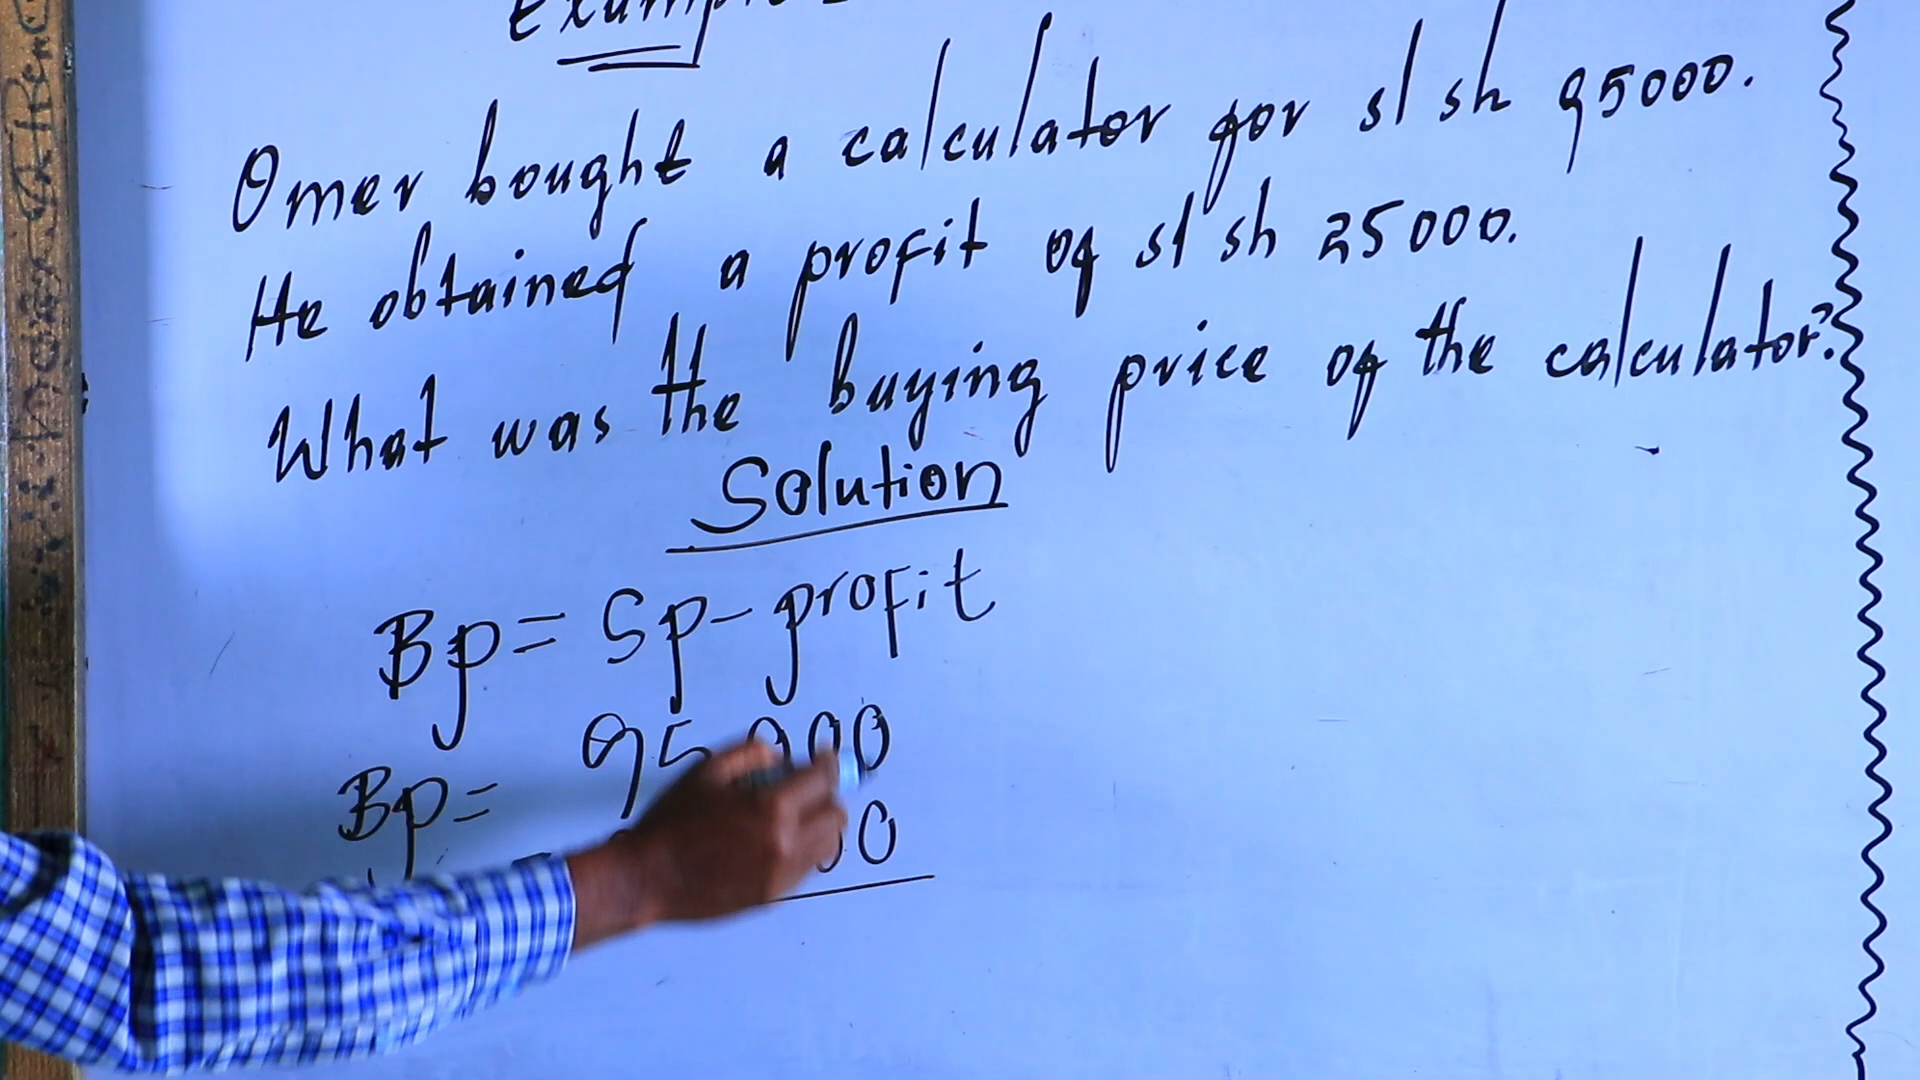 Example
Omer bought a calculator for sl sh 95000.
He obtained a profit of sl sh 25000.
What was the buying price of the calculator?
Solution
Bp= Sp-profit
95000
Bp=